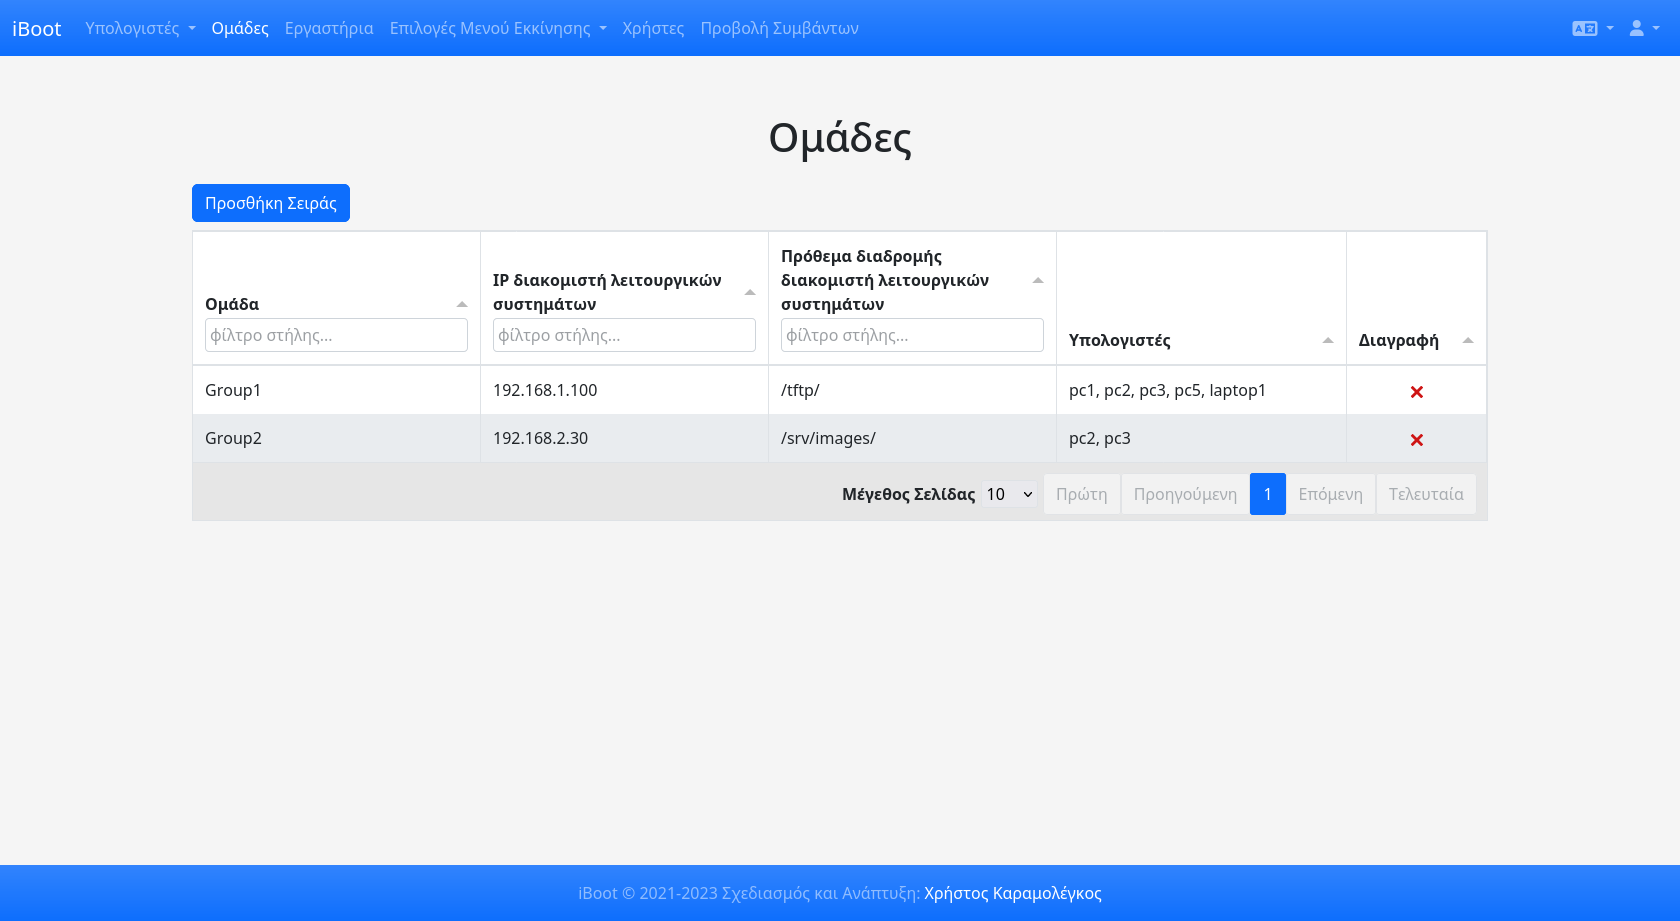 iBoot Υπολογιστές Ομάδες Εργαστήρια Επιλογές Μενού Εκκίνησης Χρήστες Προβολή Συμβάντων
Ομάδες
Προσθήκη Σειράς
Ομάδα
φίλτρο στήλης...
IP διακομιστή λειτουργικών
συστημάτων
φίλτρο στήλης...
Πρόθεμα διαδρομής
διακομιστή λειτουργικών
συστημάτων
φίλτρο στήλης...
Υπολογιστές
Διαγραφή
Group1 192.168.1.100 /tftp/ pc1, pc2, pc3, pc5, laptop1
Group2 192.168.2.30 /srv/images/ pc2, pc3
Μέγεθος Σελίδας 10 Πρώτη Προηγούμενη 1 Επόμενη Τελευταία
iBoot © 2021-2023 Σχεδιασμός και Ανάπτυξη: Χρήστος Καραμολέγκος